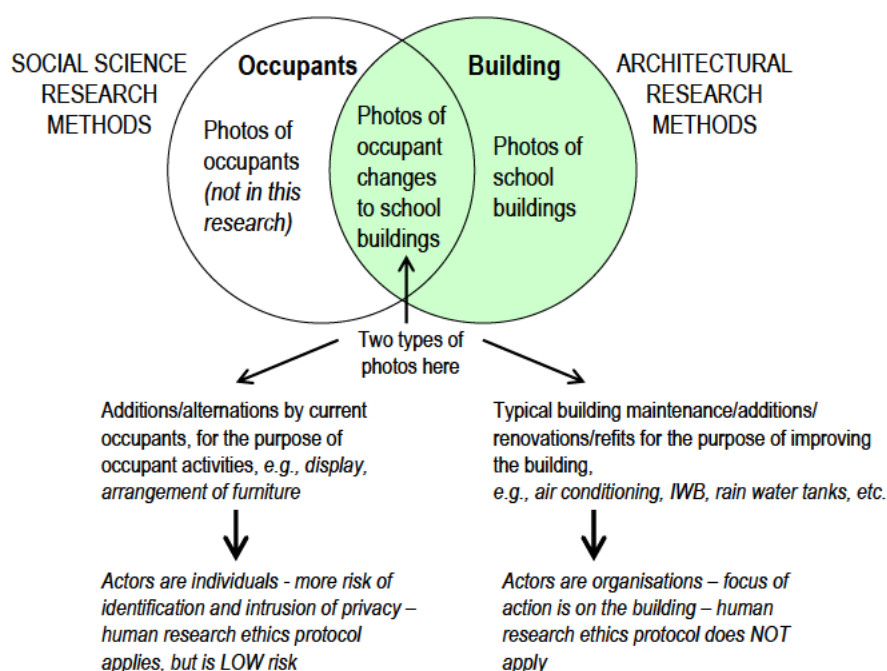 SOCIAL SCIENCE
RESEARCH
METHODS
Occupants
Photos of
occupants
(not in this
research)
Photos of
occupant
changes
to school
buildings
Building
Photos of
school
buildings
ARCHITECTURAL
RESEARCH
METHODS
Two types of
photos here
Additions/alternations by current
occupants, for the purpose of
occupant activities, e.g., display,
arrangement of furniture
Typical building maintenance/additions/
renovations/refits for the purpose of improving
the building,
e.g., air conditioning, IWB, rain water tanks, etc.
Actors are individuals - more risk of
identification and intrusion of privacy –
human research ethics protocol
applies, but is LOW risk
Actors are organisations – focus of
action is on the building – human
research ethics protocol does NOT
apply